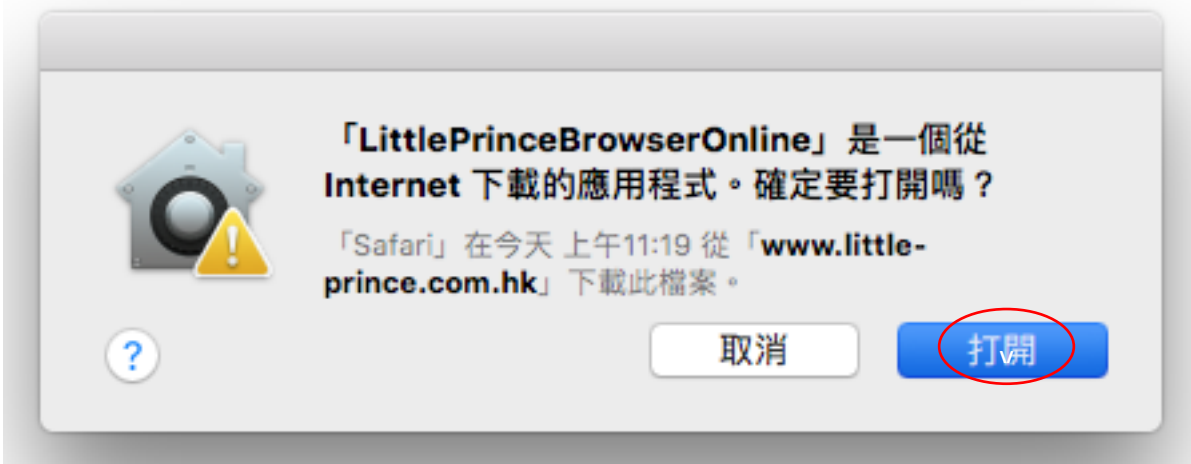 「LittlePrinceBrowserOnline」是一個從
Internet 下載的應用程式。確定要打開嗎？
「Safari」在今天 上午11:19 從「www.little-
prince.com.hk」下載此檔案。
?
取消
打開
v